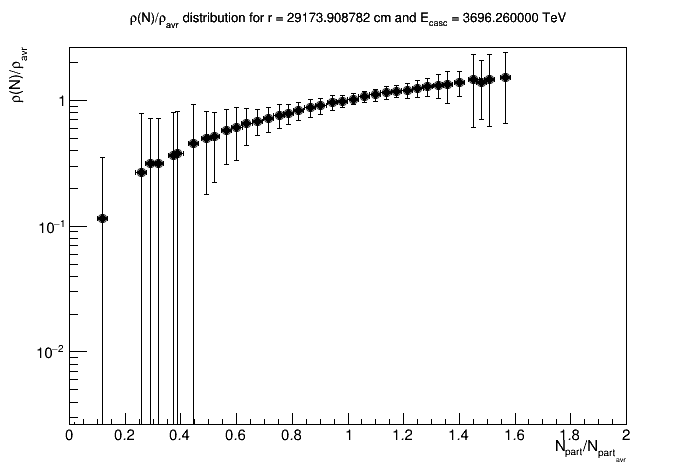 ρ(N)/ρavr distribution for r = 29173.908782 cm and Ecasc = 3696.260000 TeV
ρ(N)/ρavr
1
10−1
10−2
0 0.2 0.4 0.6 0.8 1 1.2 1.4 1.6 1.8 2
Npart/Npartavr